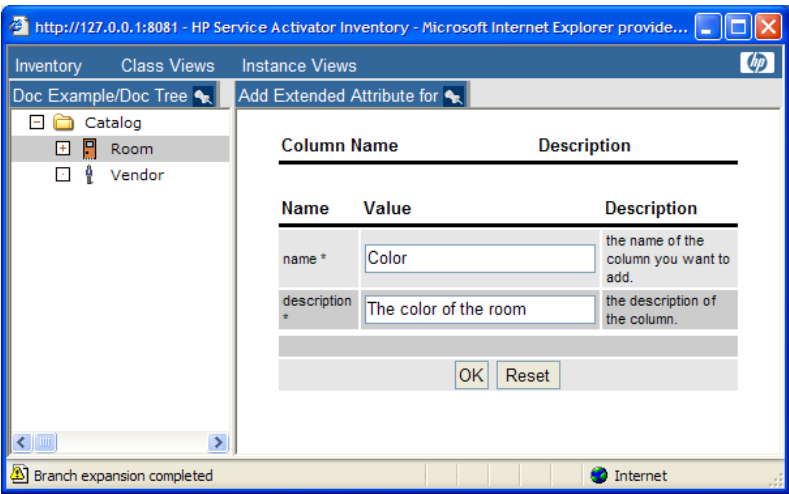 http://127.0.0.1:8081 - HP Service Activator Inventory - Microsoft Internet Explorer provide...
Inventory Class Views Instance Views
hp
Doc Example/Doc Tree Add Extended Attribute for
Catalog
Room
Vendor
Column Name Description
Name Value Description
name * Color the name of the
column you want to
add.
description
* The color of the room the description of
the column.
OK Reset
Branch expansion completed Internet